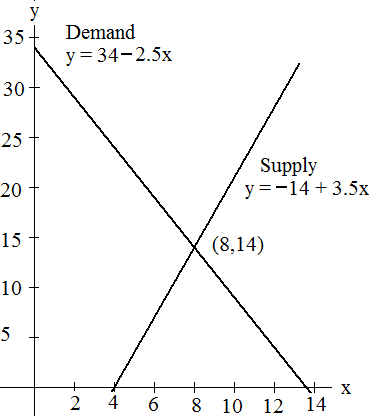 y
35
Demand
y = 34−2.5x
30
25
Supply
20
y = −14 + 3.5x
15
(8,14)
10
5
x
2 4 6 8 10 12 14